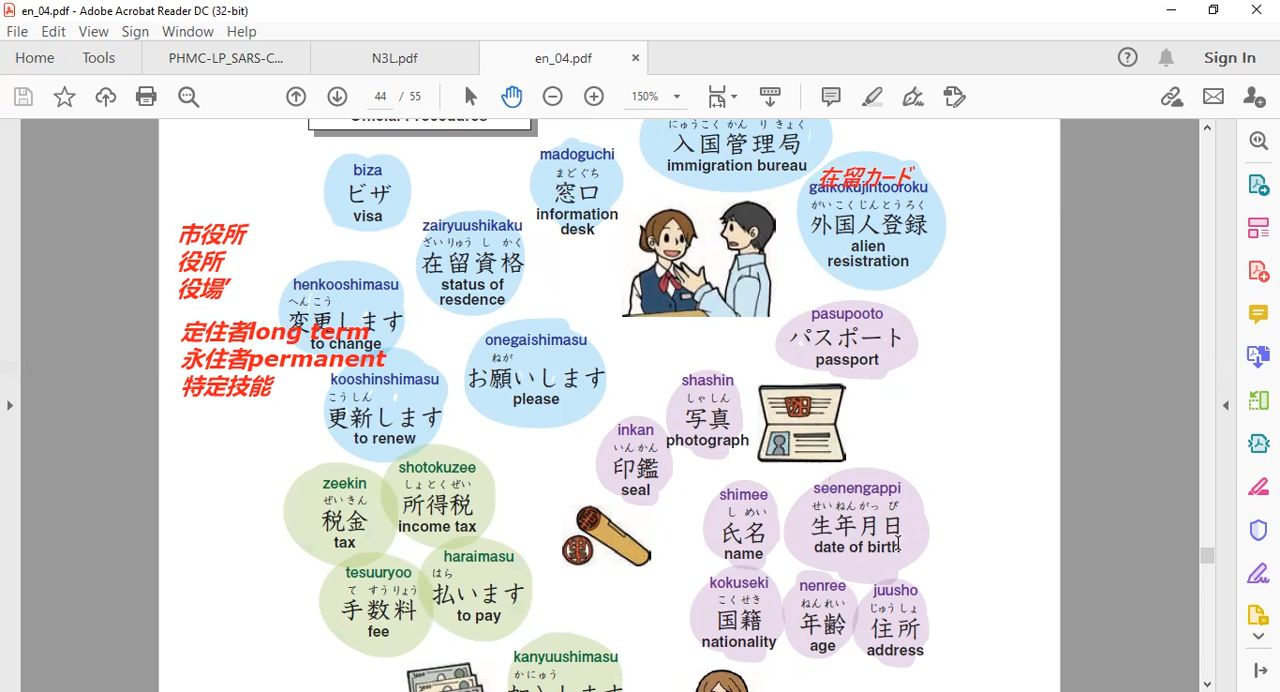 en_04.pdf - Adobe Acrobat Reader DC (32-bit)
File Edit View Sign Window Help
Home Tools PHMC-LP_SARS-C... N3L.pdf en_04.pdf × Sign In
44 / 55 150%
にゅうこく かん り きょく
入国管理局
immigration bureau
biza
ビザ
visa
madoguchi
まどぐち
窓口
information
desk
在留カード
gaikokujintooroku
がいこくじんとうろく
外国人登録
alien
resistration
zairyuushikaku
ざいりゅう し かく
在留資格
status of
resdence
市役所
役所
役場’
henkooshimasu
へんこう
変更します
to change
定住者long term
永住者permanent
特定技能
kooshinshimasu
こうしん
更新します
to renew
onegaishimasu
ねが
お願いします
please
pasupooto
パスポート
passport
shashin
しゃしん
写真
photograph
inkan
いんかん
印鑑
seal
zeekin
ぜいきん
税金
tax
shotokuzee
しょとくぜい
所得税
income tax
shimee
しめい
氏名
name
seenengappi
せいねんがっ ぴ
生年月日
date of birth
tesuuryoo
て すうりょう
手数料
fee
haraimasu
はら
払います
to pay
kokuseki
こくせき
国籍
nationality
nenree
ねんれい
年齢
age
juusho
じゅうしょ
住所
address
kanyuushimasu
かにゅう